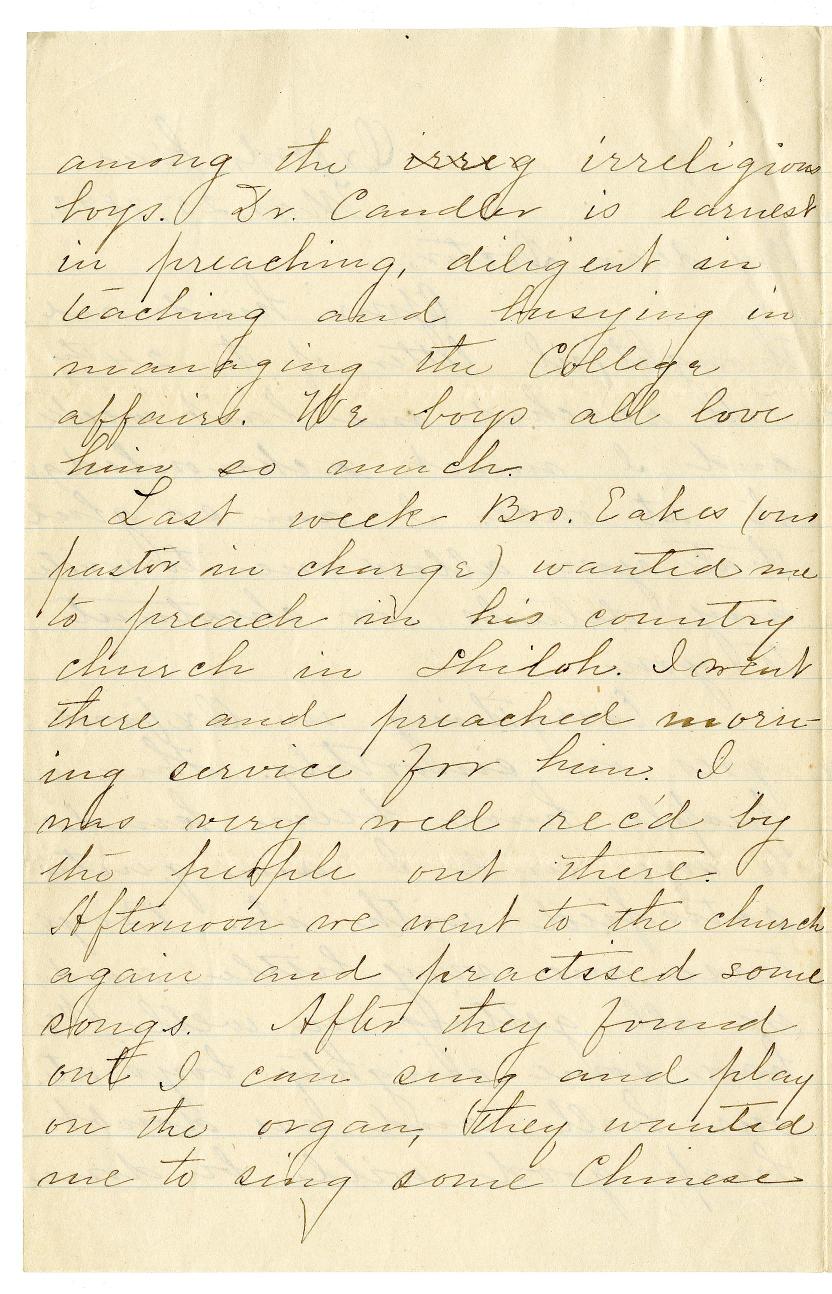 among the irreg irreligious
boys. Dr. Candler is earnest
in preaching, diligent in
teaching and busying in
managing the College
affairs. We boys all love
him so much.
Last week Bro. Eakes (our
pastor in charge) wanted me
to preach in his country
church in Shiloh. I went
there and preached morn-
ing service for him. I
was very well rec'd by
the people out there.
Afternoon we went to the church
again and practised some
songs. After they found
out I can sing and play
on the organ, they wanted
me to sing some Chinese